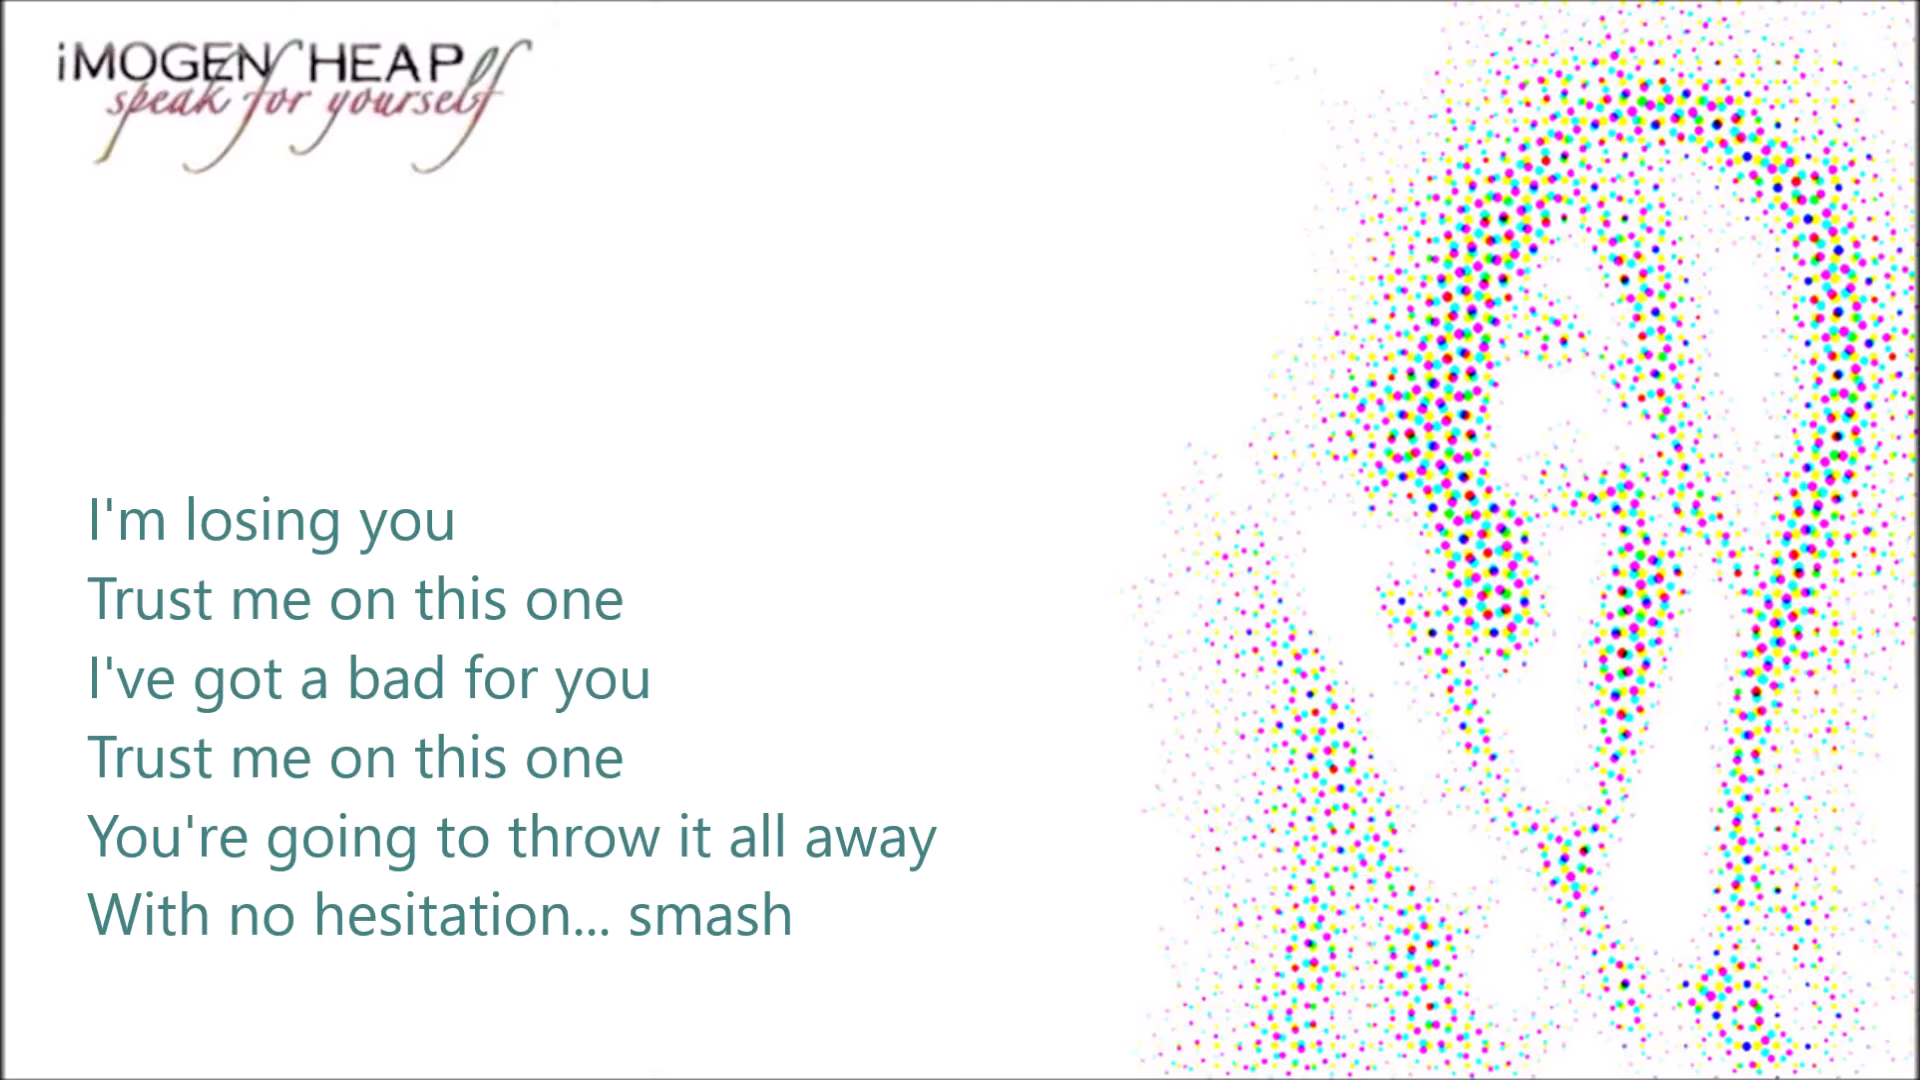 iMOGEN HEAP
speak for yourself
I'm losing you
Trust me on this one
I've got a bad for you
Trust me on this one
You're going to throw it all away
With no hesitation... smash